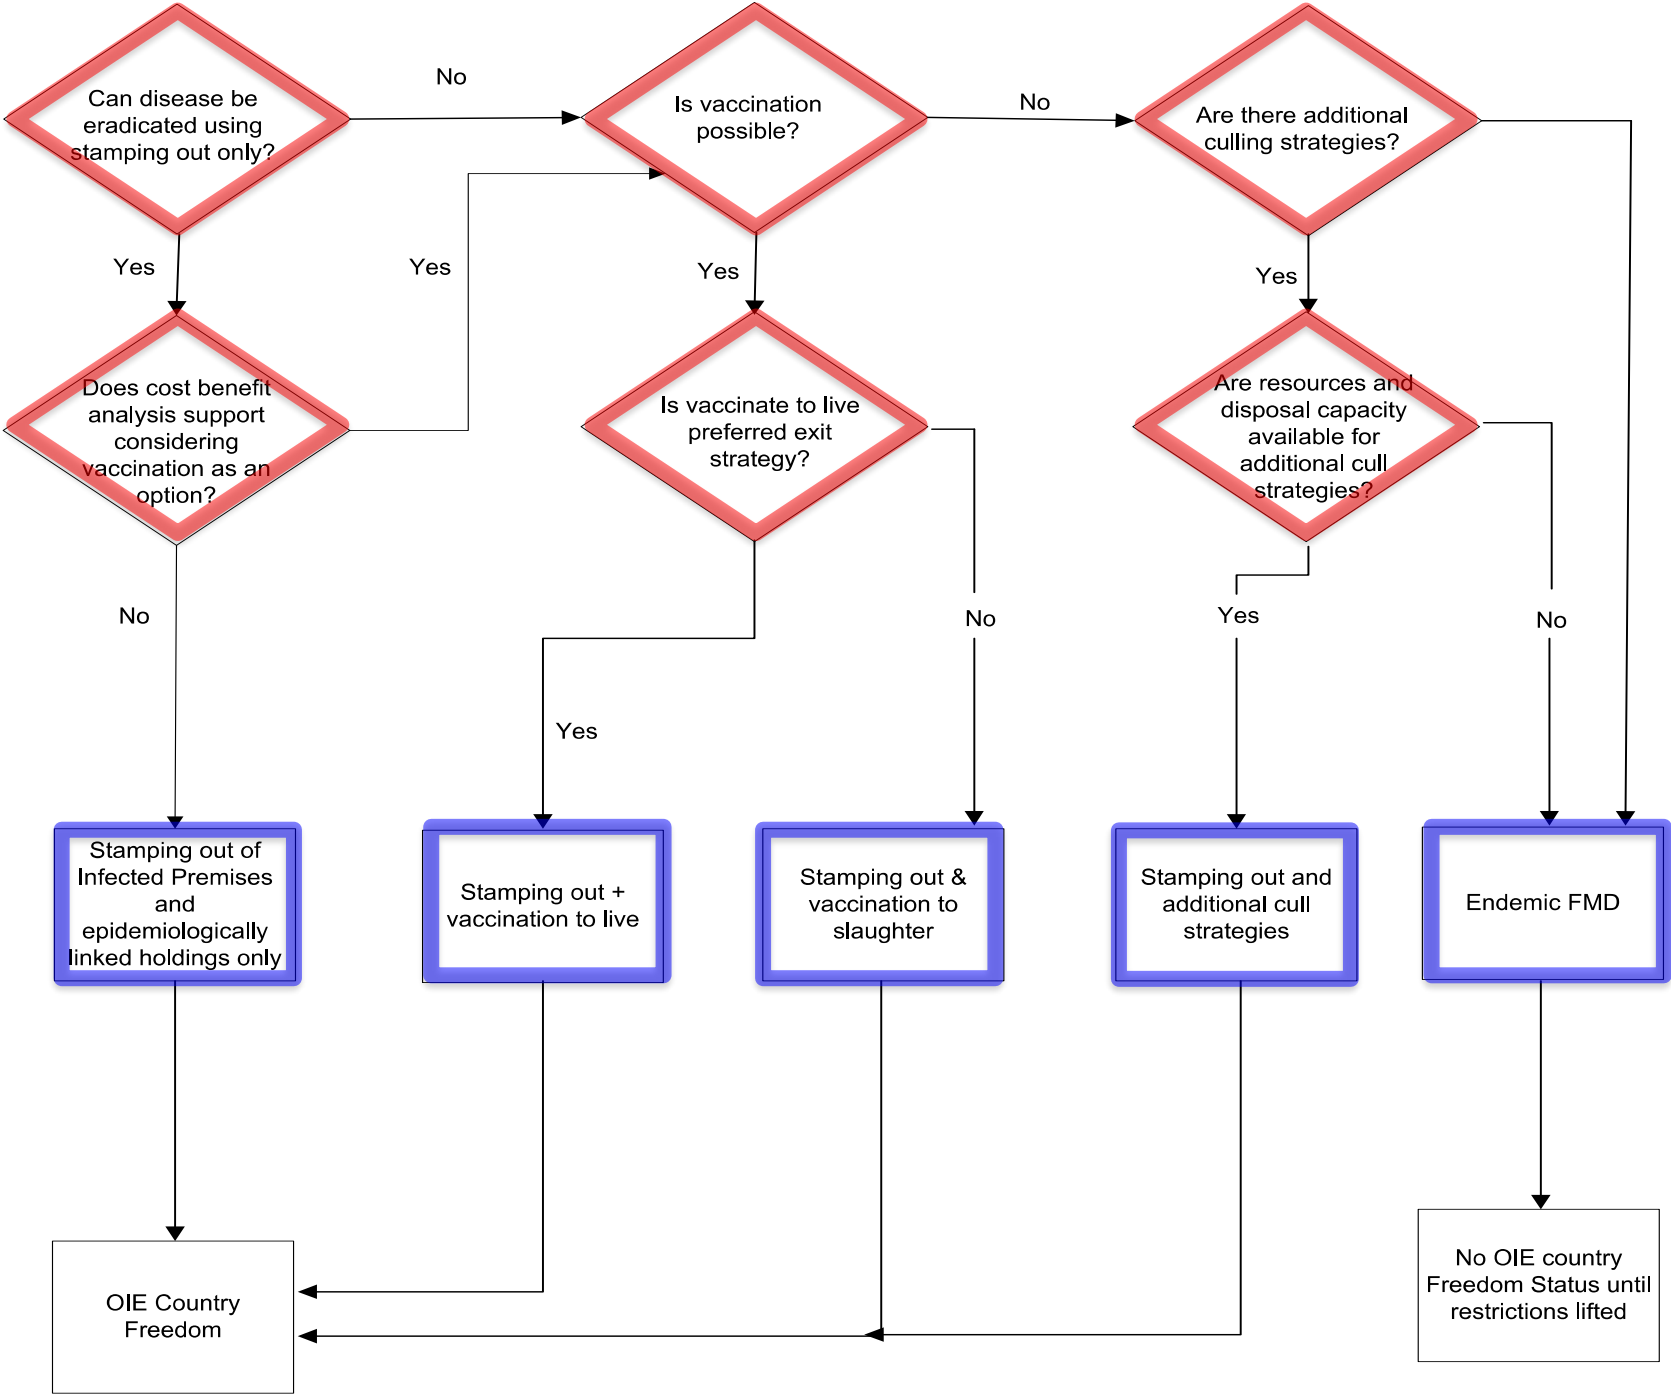 Can disease be
eradicated using
stamping out only?
No
Is vaccination
possible?
No
Are there additional
culling strategies?
Yes
Yes
Yes
Yes
Does cost benefit
analysis support
considering
vaccination as an
option?
Is vaccinate to live
preferred exit
strategy?
Are resources and
disposal capacity
available for
additional cull
strategies?
No
Yes
No
Yes
No
Stamping out of
Infected Premises
and
epidemiologically
linked holdings only
Stamping out +
vaccination to live
Stamping out &
vaccination to
slaughter
Stamping out and
additional cull
strategies
Endemic FMD
OIE Country
Freedom
No OIE country
Freedom Status until
restrictions lifted